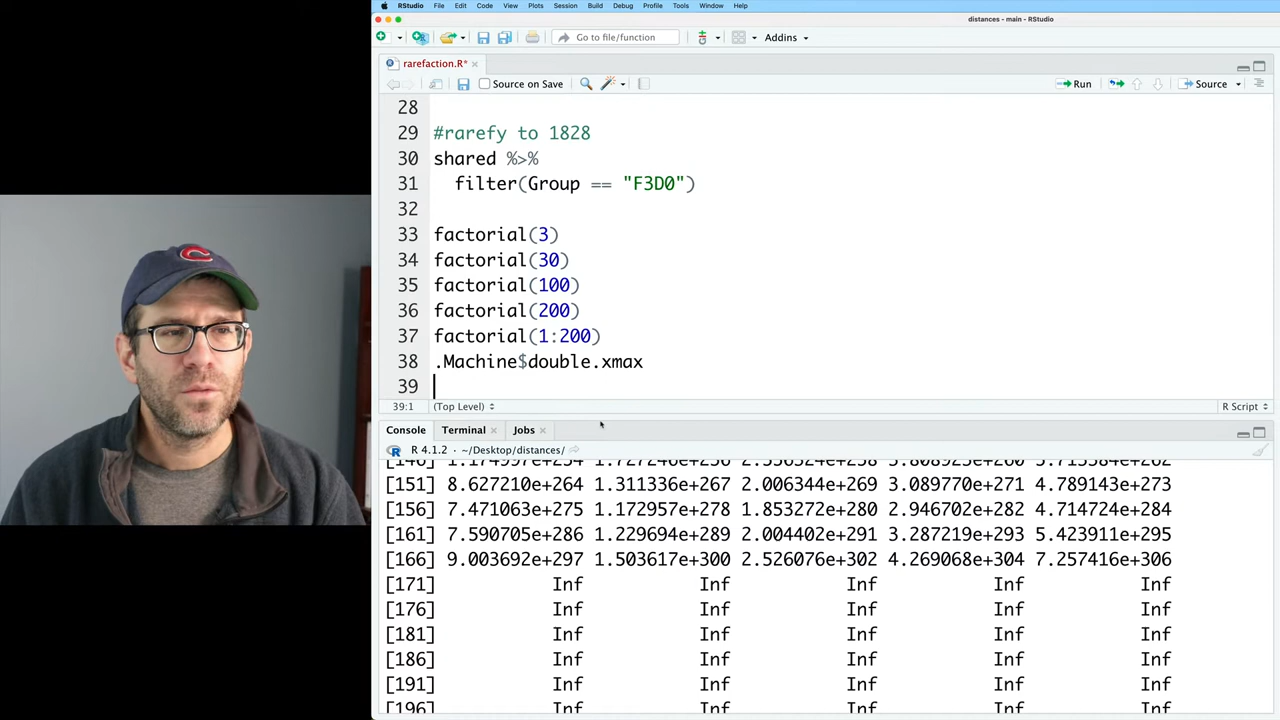 RStudio File Edit Code View Plots Session Build Debug Profile Tools Window Help
distances - main - RStudio
Go to file/function Addins
rarefaction.R*
Source on Save Run Source
28
29 #rarefy to 1828
30 shared %>%
31 filter(Group == "F3D0")
32
33 factorial(3)
34 factorial(30)
35 factorial(100)
36 factorial(200)
37 factorial(1:200)
38 .Machine$double.xmax
39
39:1 (Top Level) R Script
Console Terminal Jobs
R 4.1.2 · ~/Desktop/distances/
[151] 8.627210e+264 1.311336e+267 2.006344e+269 3.089770e+271 4.789143e+273
[156] 7.471063e+275 1.172957e+278 1.853272e+280 2.946702e+282 4.714724e+284
[161] 7.590705e+286 1.229694e+289 2.004402e+291 3.287219e+293 5.423911e+295
[166] 9.003692e+297 1.503617e+300 2.526076e+302 4.269068e+304 7.257416e+306
[171] Inf Inf Inf Inf Inf
[176] Inf Inf Inf Inf Inf
[181] Inf Inf Inf Inf Inf
[186] Inf Inf Inf Inf Inf
[191] Inf Inf Inf Inf Inf
[196] Inf Inf Inf Inf Inf